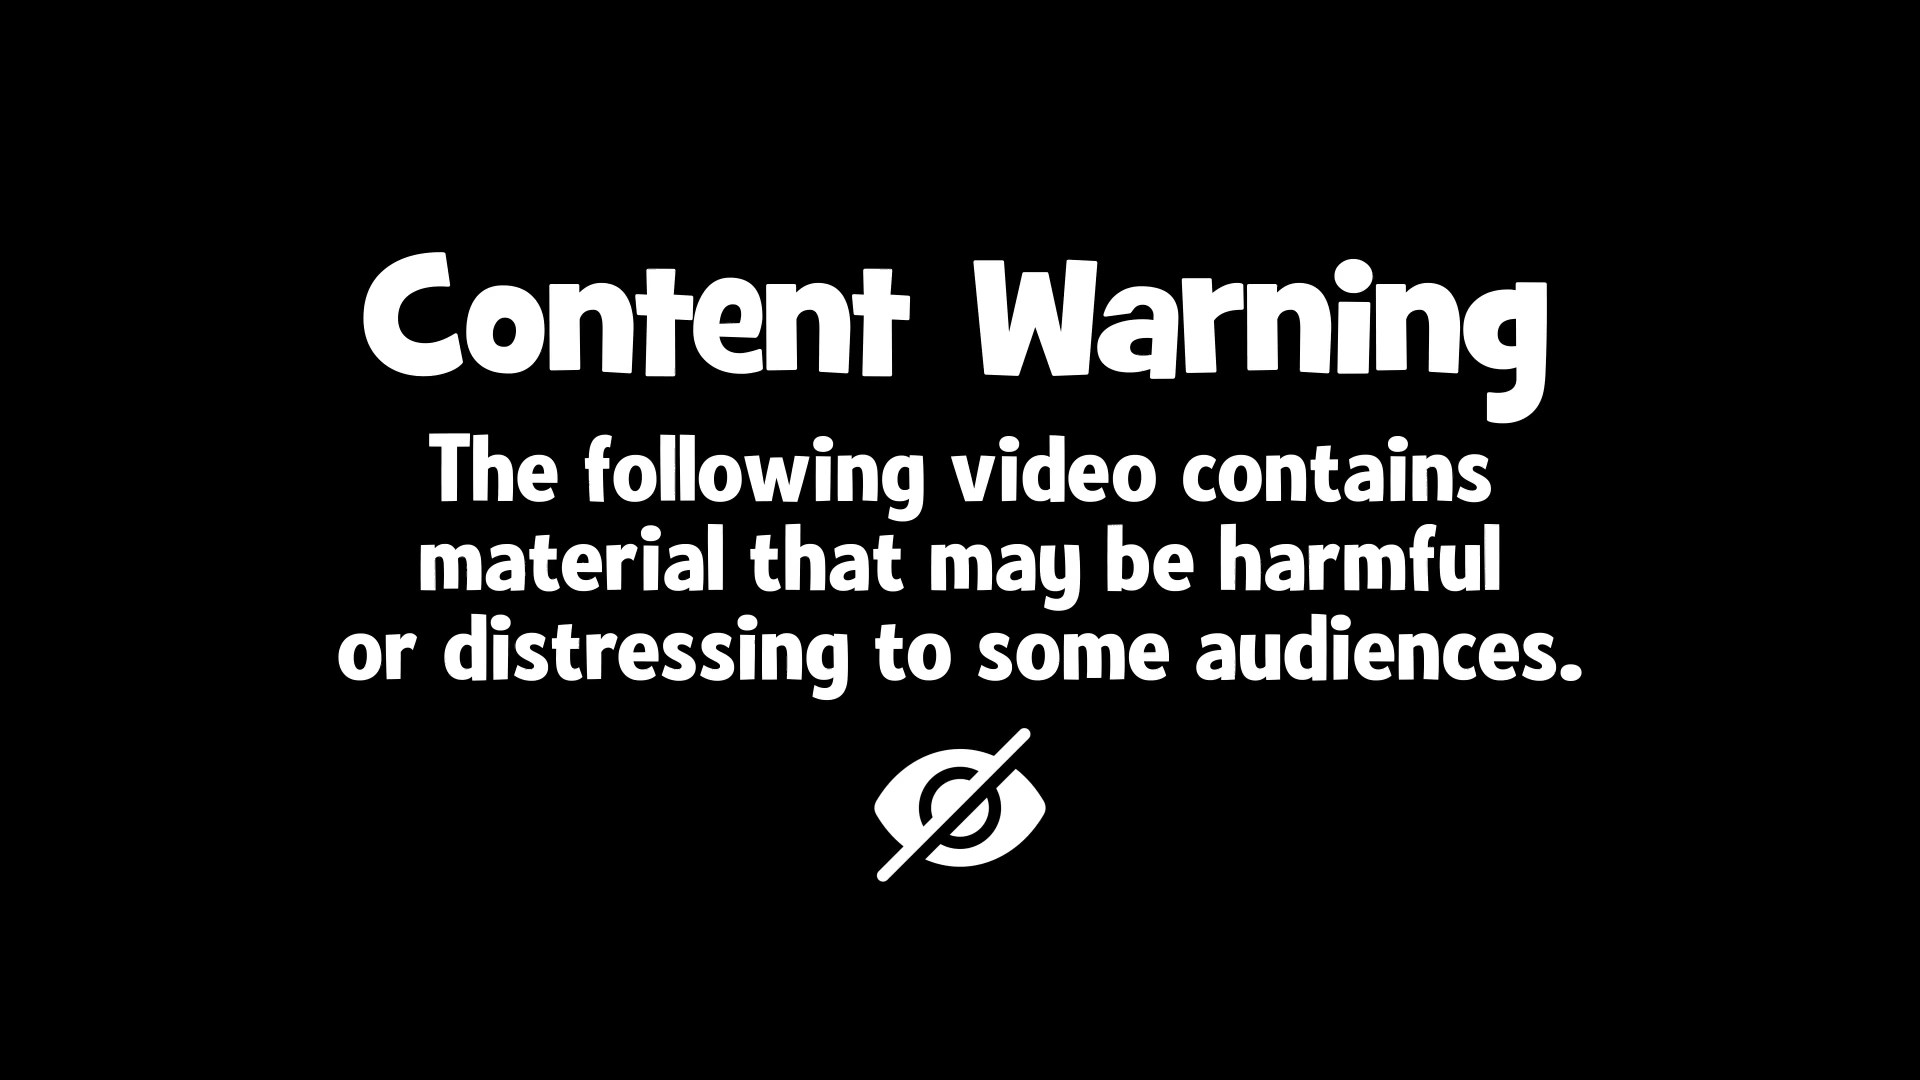 Content Warning
The following video contains
material that may be harmful
or distressing to some audiences.